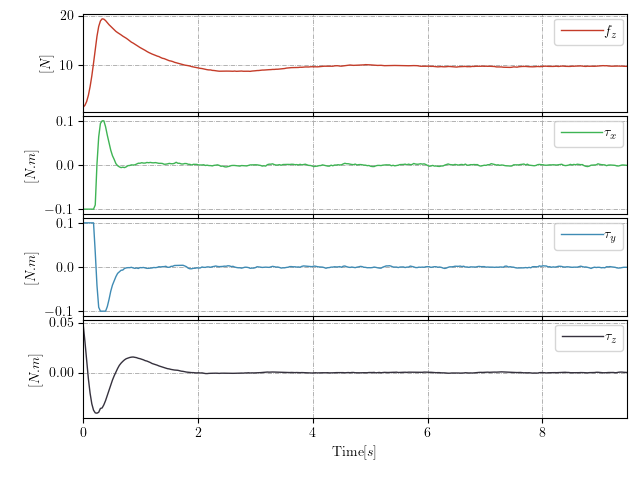 20
10
[N]
f_z
0.1
0.0
−0.1
[N.m]
τ_x
0.1
0.0
−0.1
[N.m]
τ_y
0.05
0.00
[N.m]
τ_z
0 2 4 6 8
Time[s]